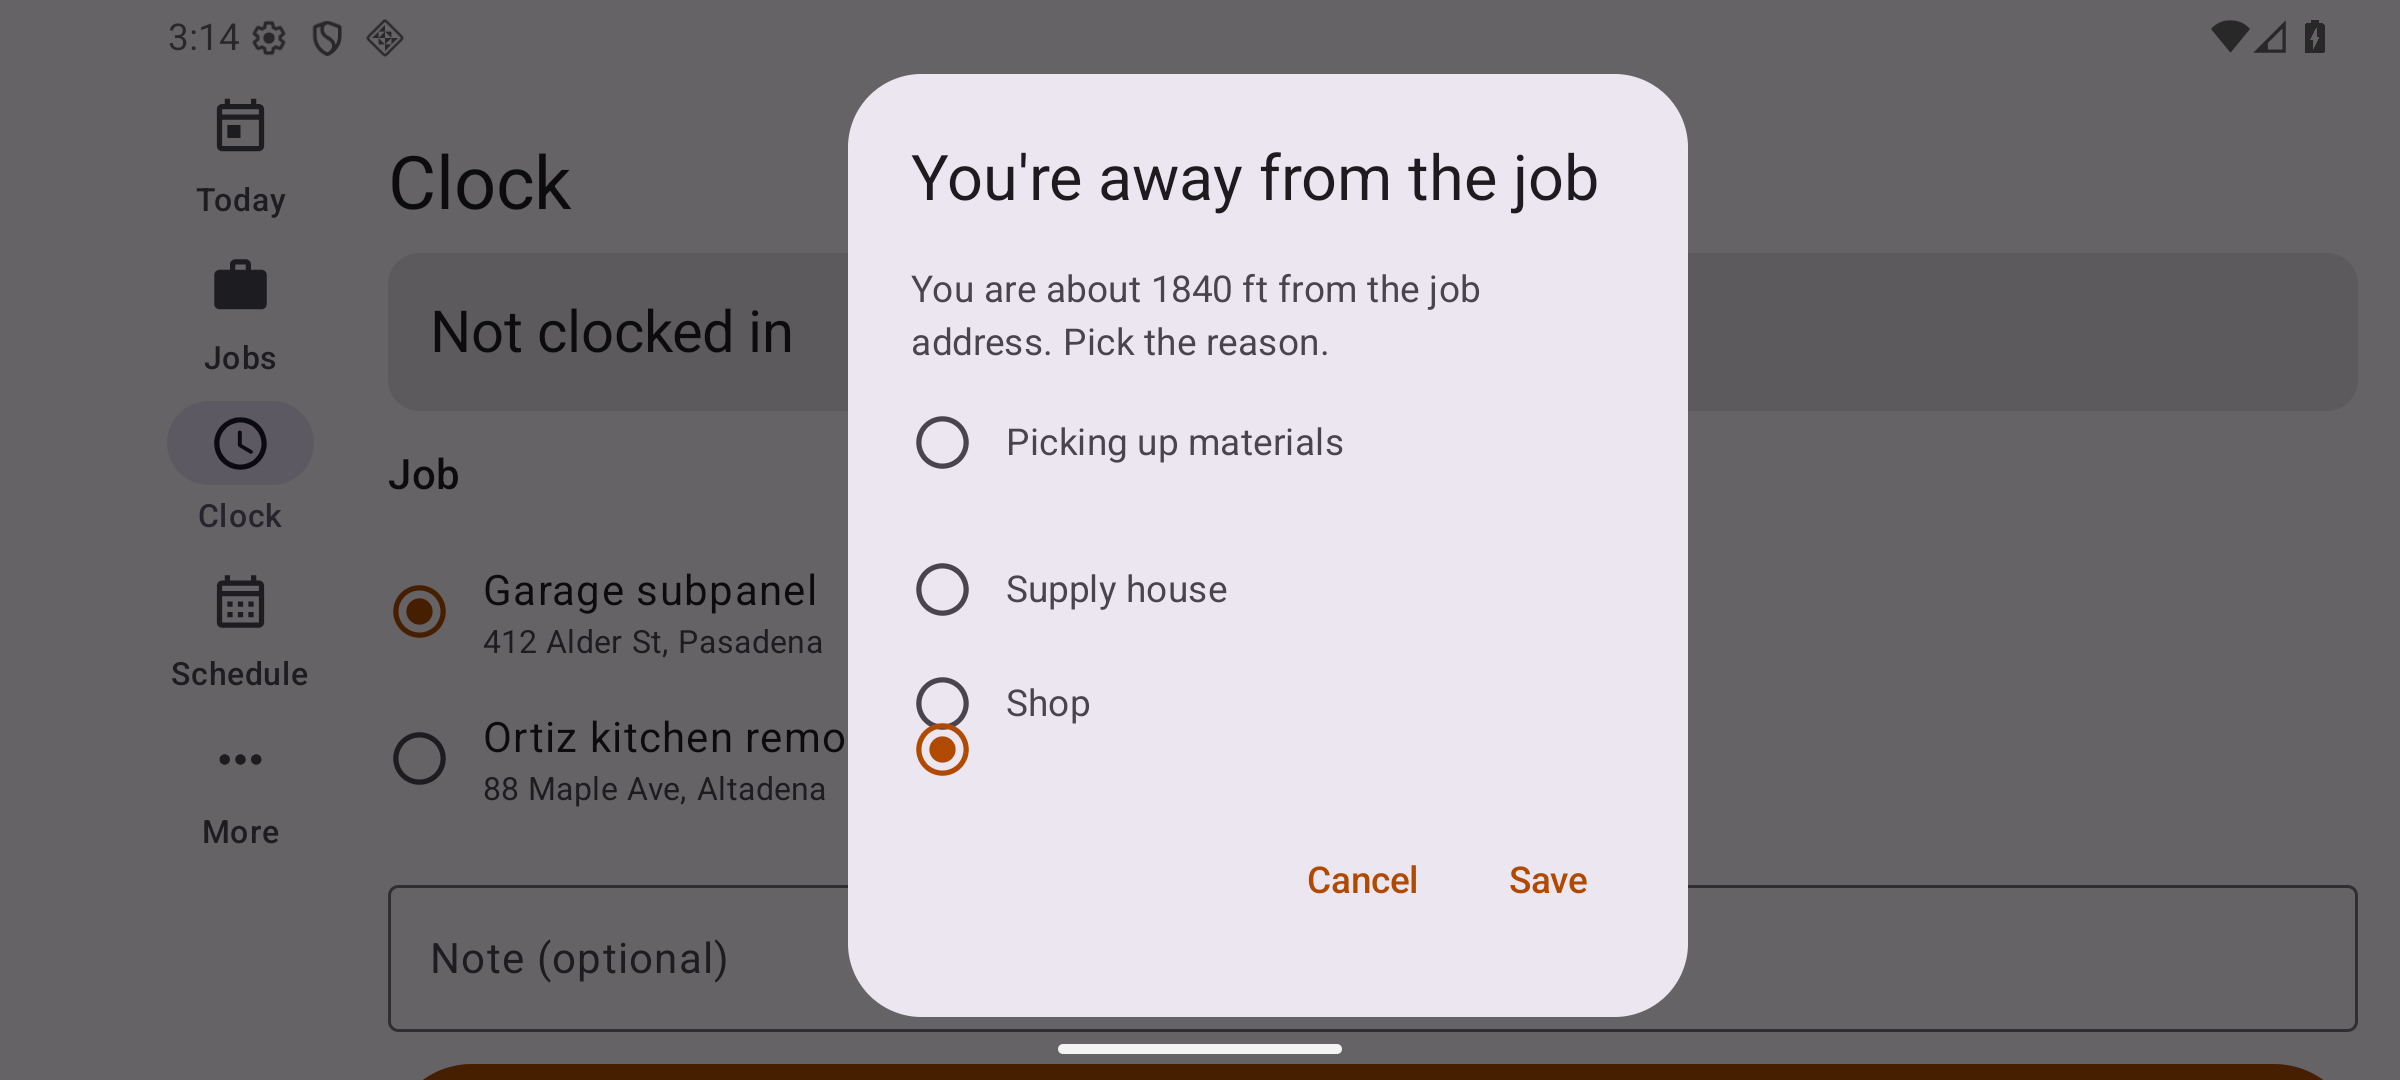 3:14
Today
Jobs
Clock
Schedule
More
Clock
Not clocked in
Job
Garage subpanel
412 Alder St, Pasadena
Ortiz kitchen remo
88 Maple Ave, Altadena
Note (optional)
You're away from the job
You are about 1840 ft from the job
address. Pick the reason.
Picking up materials
Supply house
Shop
Cancel
Save